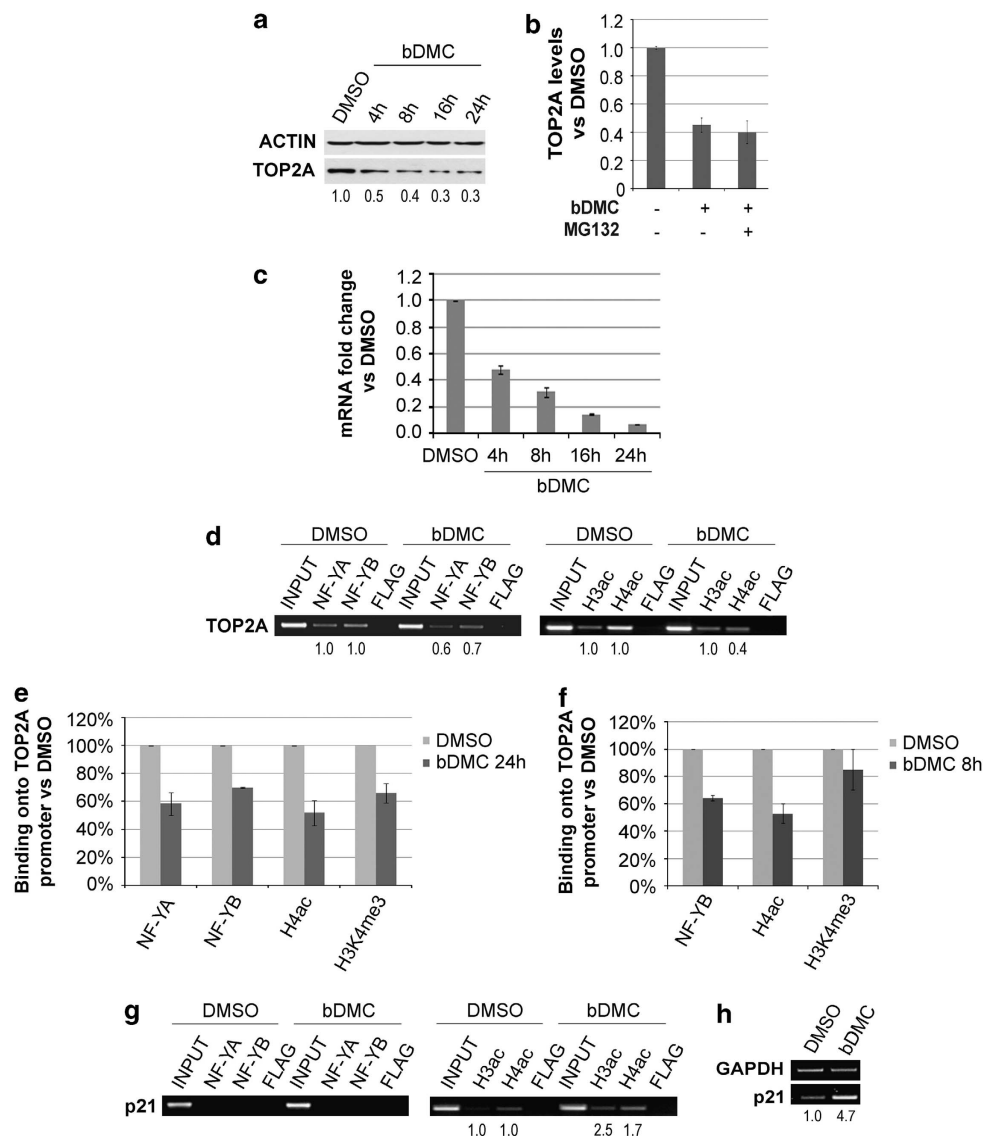 a
bDMC
DMSO 4h 8h 16h 24h
ACTIN
TOP2A
1.0 0.5 0.4 0.3 0.3
b
TOP2A levels
vs DMSO
1.2
1.0
0.8
0.6
0.4
0.2
0
bDMC - + +
MG132 - - +
c
mRNA fold change
vs DMSO
1.2
1.0
0.8
0.6
0.4
0.2
0.0
DMSO 4h 8h 16h 24h
bDMC
d
DMSO bDMC DMSO bDMC
INPUT NF-YA NF-YB FLAG INPUT NF-YA NF-YB FLAG INPUT H3ac H4ac FLAG INPUT H3ac H4ac FLAG
TOP2A
1.0 1.0 0.6 0.7 1.0 1.0 1.0 0.4
e
Binding onto TOP2A
promoter vs DMSO
120%
100%
80%
60%
40%
20%
0%
NF-YA NF-YB H4ac H3K4me3
DMSO
bDMC 24h
f
Binding onto TOP2A
promoter vs DMSO
120%
100%
80%
60%
40%
20%
0%
NF-YB H4ac H3K4me3
DMSO
bDMC 8h
g
DMSO bDMC DMSO bDMC
INPUT NF-YA NF-YB FLAG INPUT NF-YA NF-YB FLAG INPUT H3ac H4ac FLAG INPUT H3ac H4ac FLAG
p21
1.0 1.0 2.5 1.7
h
DMSO bDMC
GAPDH
p21
1.0 4.7